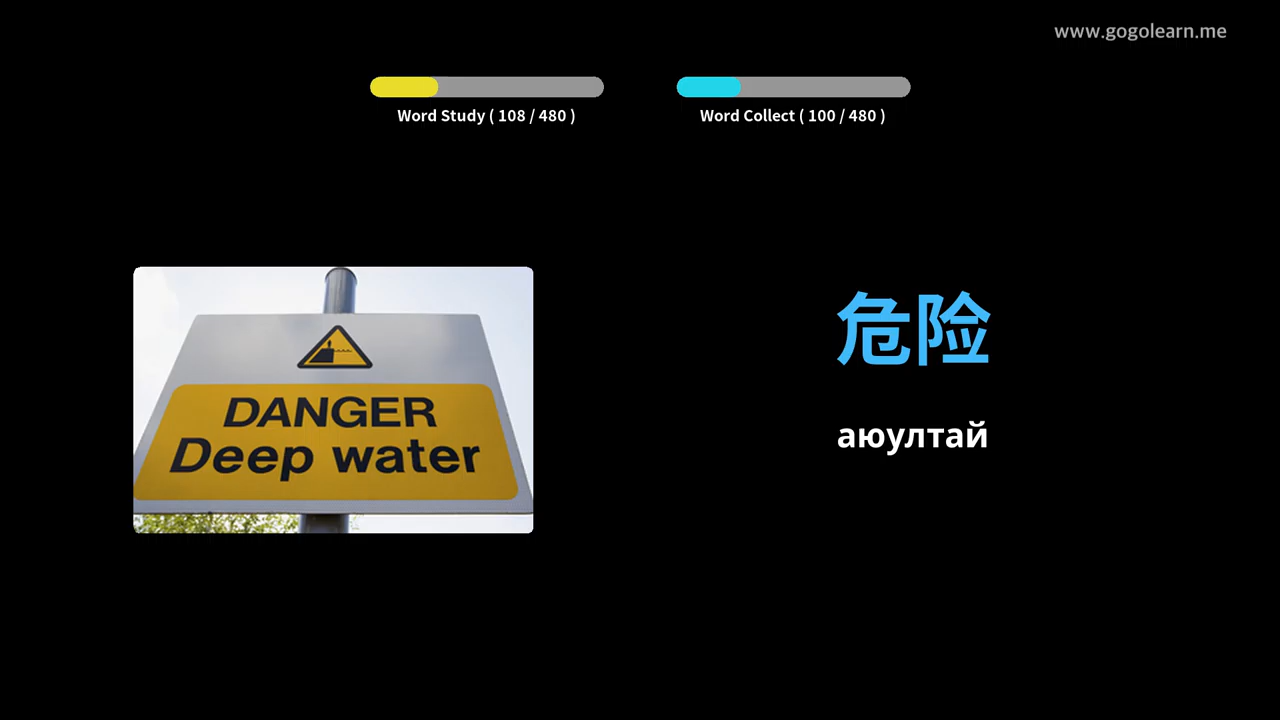 www.gogolearn.me
Word Study ( 108 / 480 )
Word Collect ( 100 / 480 )
DANGER
Deep water
危险
аюултай